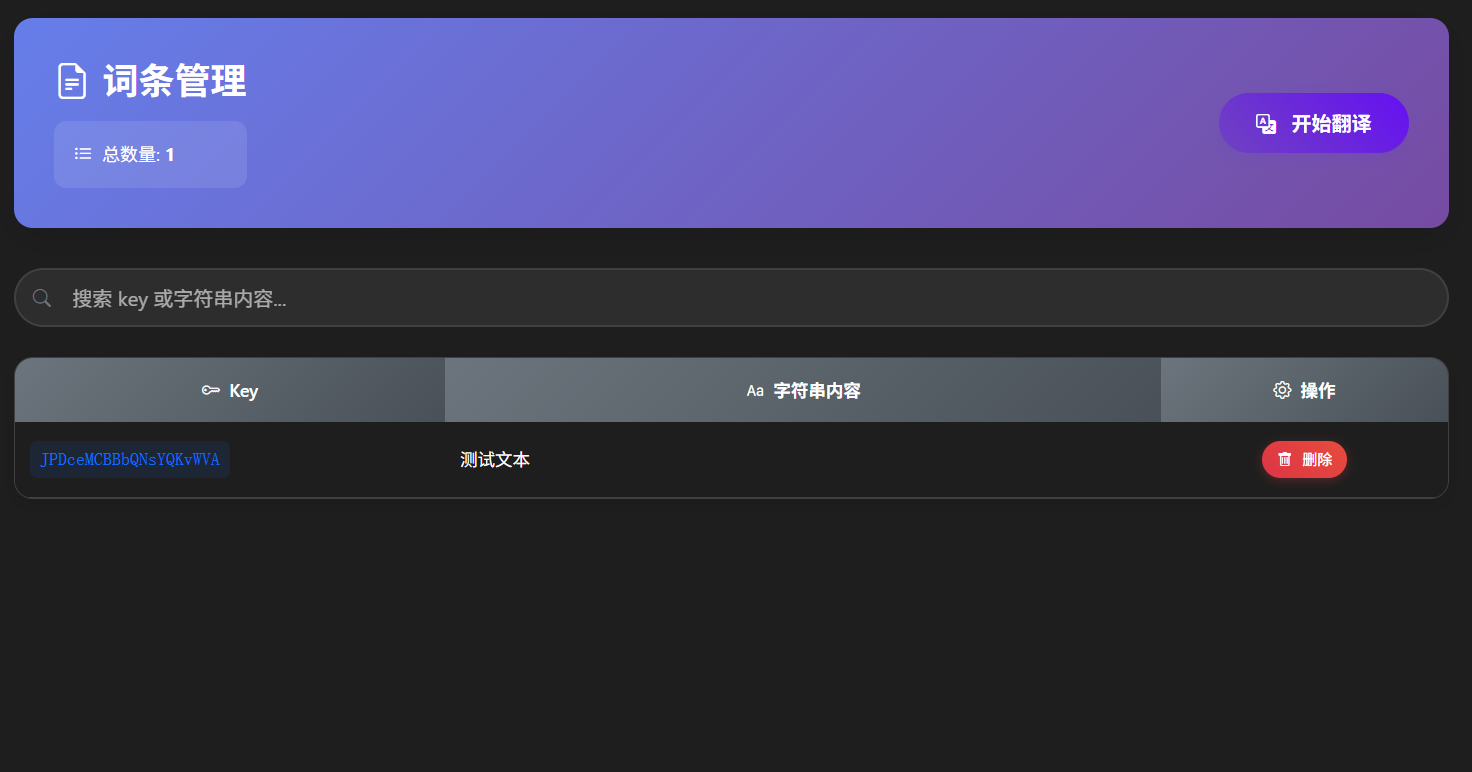 词条管理
总数量: 1
开始翻译
搜索 key 或字符串内容...
Key
Aa 字符串内容
操作
JPDceMCBBbQNsYQKvWVA
测试文本
删除